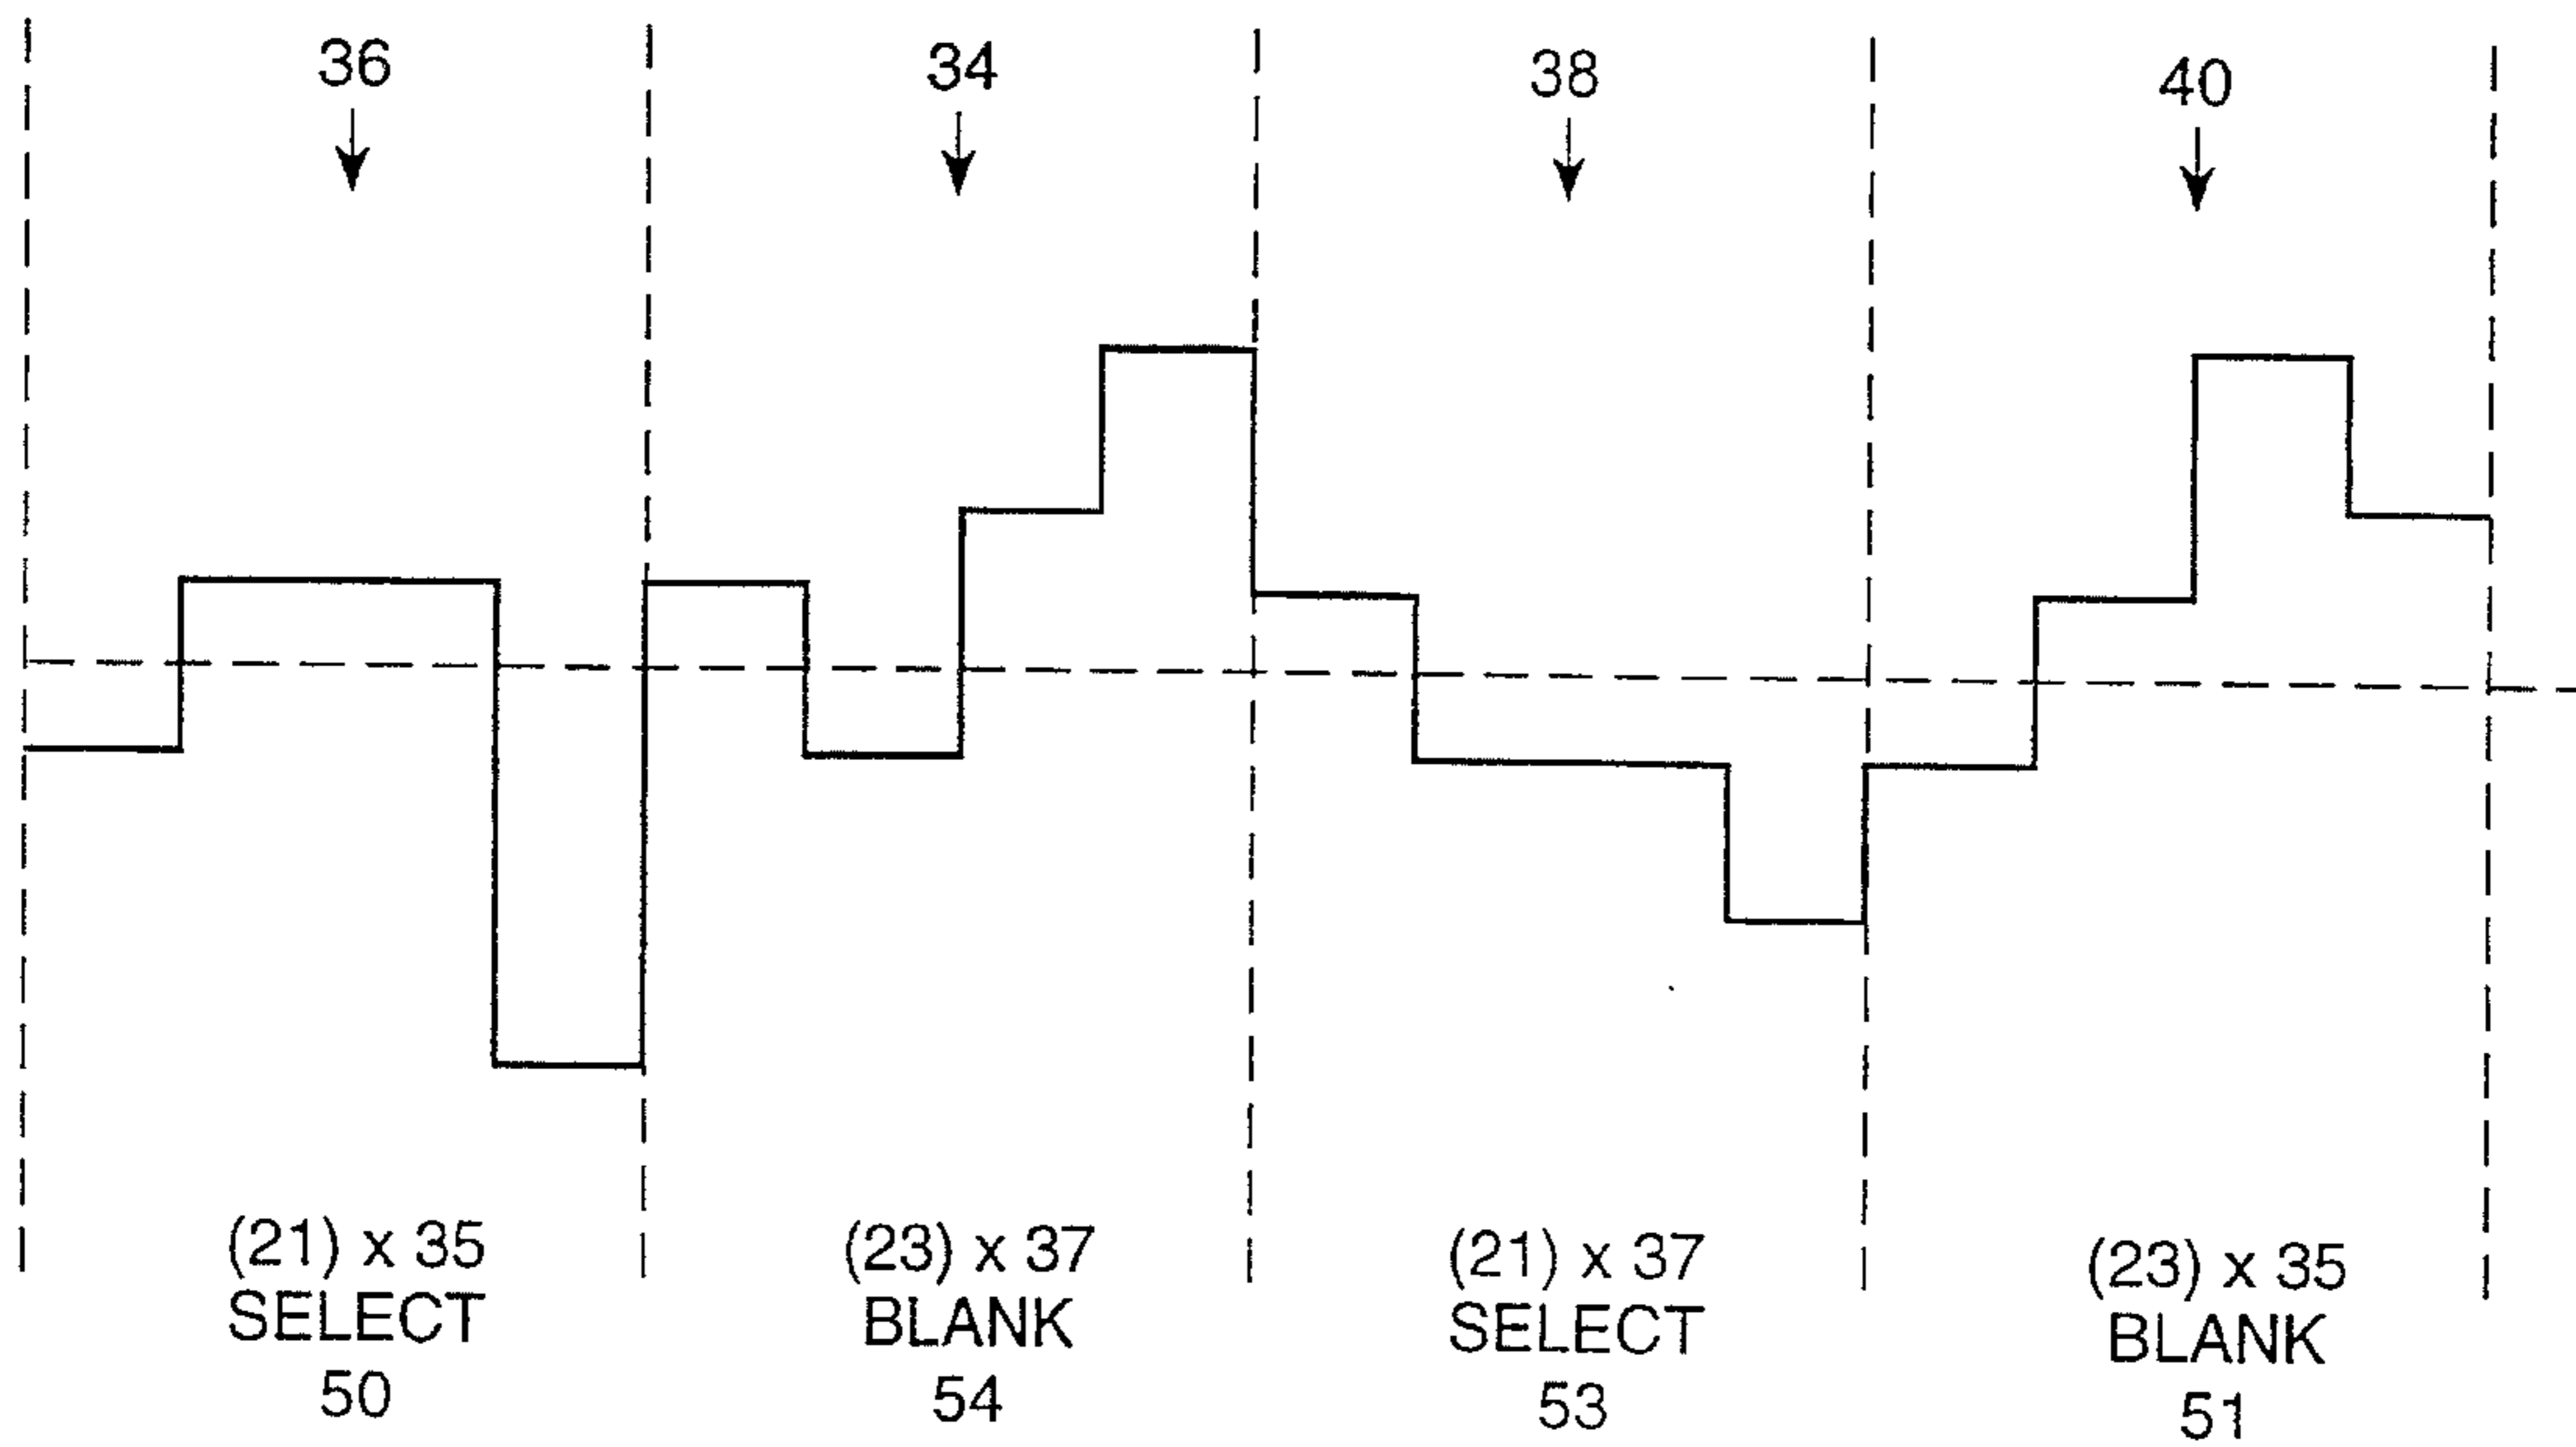 36
34
38
40
(21) x 35
SELECT
50
(23) x 37
BLANK
54
(21) x 37
SELECT
53
(23) x 35
BLANK
51